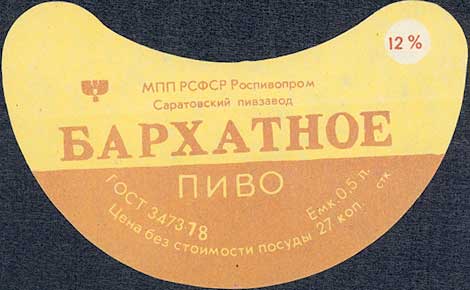 12 %
МПП РСФСР Роспивопром
Саратовский пивзавод
БАРХАТНОЕ
ПИВО
ГОСТ 3473-78
Емк. 0,5 л.
Цена без стоимости посуды 27 коп.
стк.